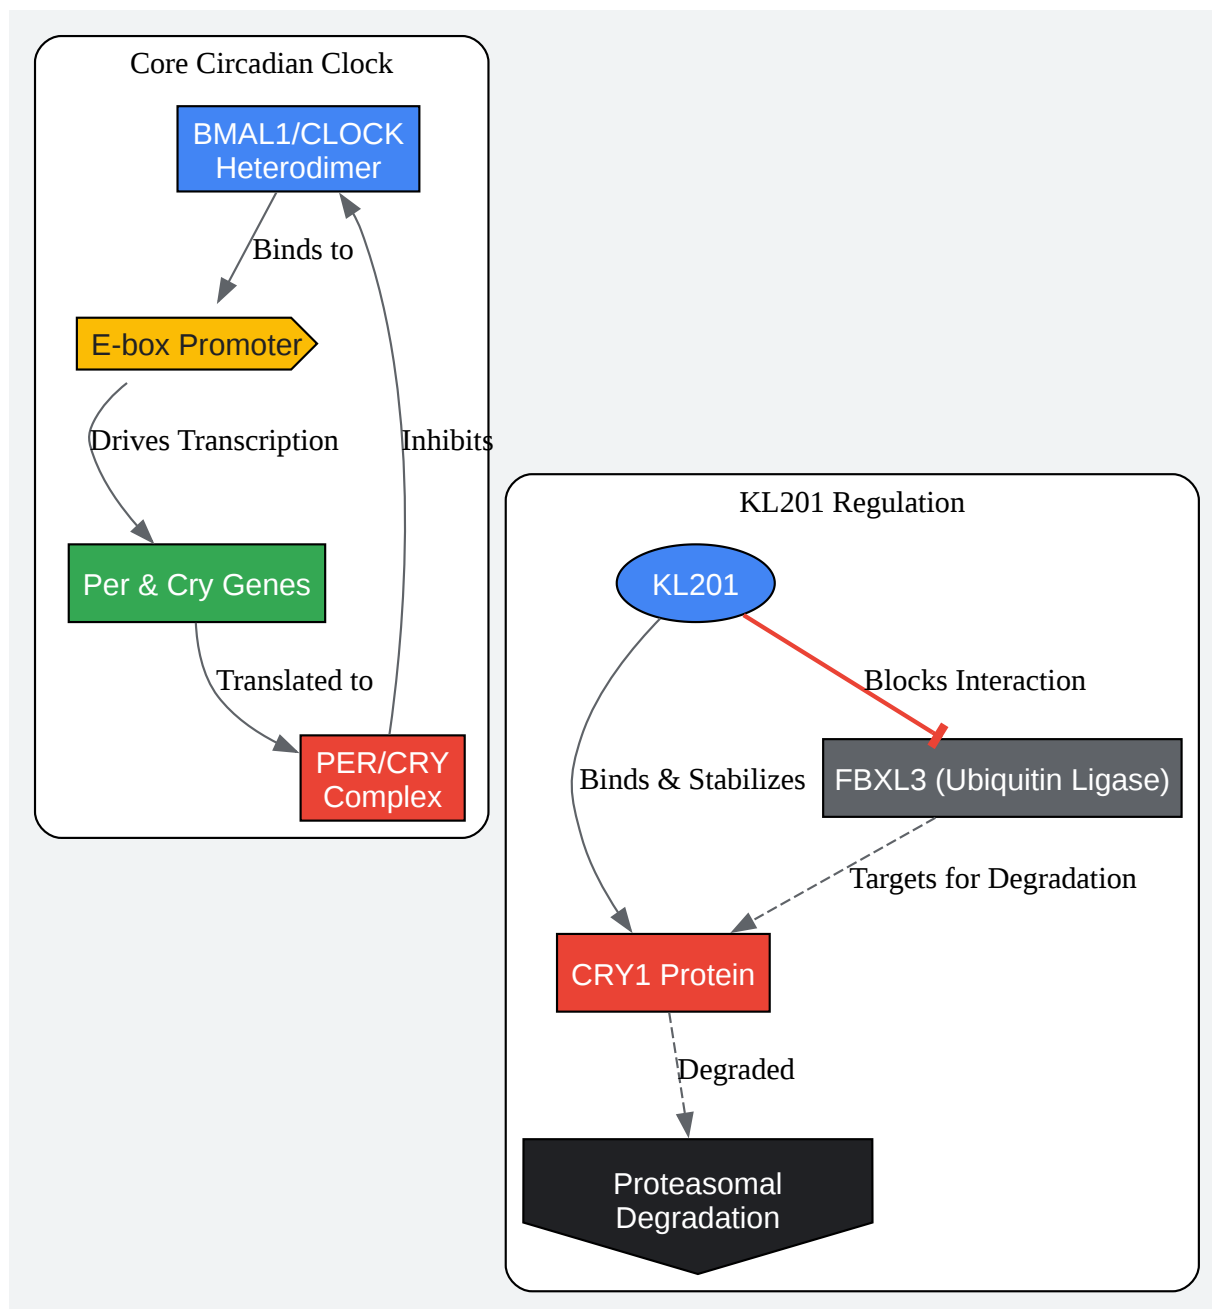 Core Circadian Clock
BMAL1/CLOCK
Heterodimer
Binds to
E-box Promoter
Drives Transcription
Inhibits
Per & Cry Genes
Translated to
PER/CRY
Complex
KL201 Regulation
KL201
Blocks Interaction
Binds & Stabilizes
FBXL3 (Ubiquitin Ligase)
Targets for Degradation
CRY1 Protein
Degraded
Proteasomal
Degradation